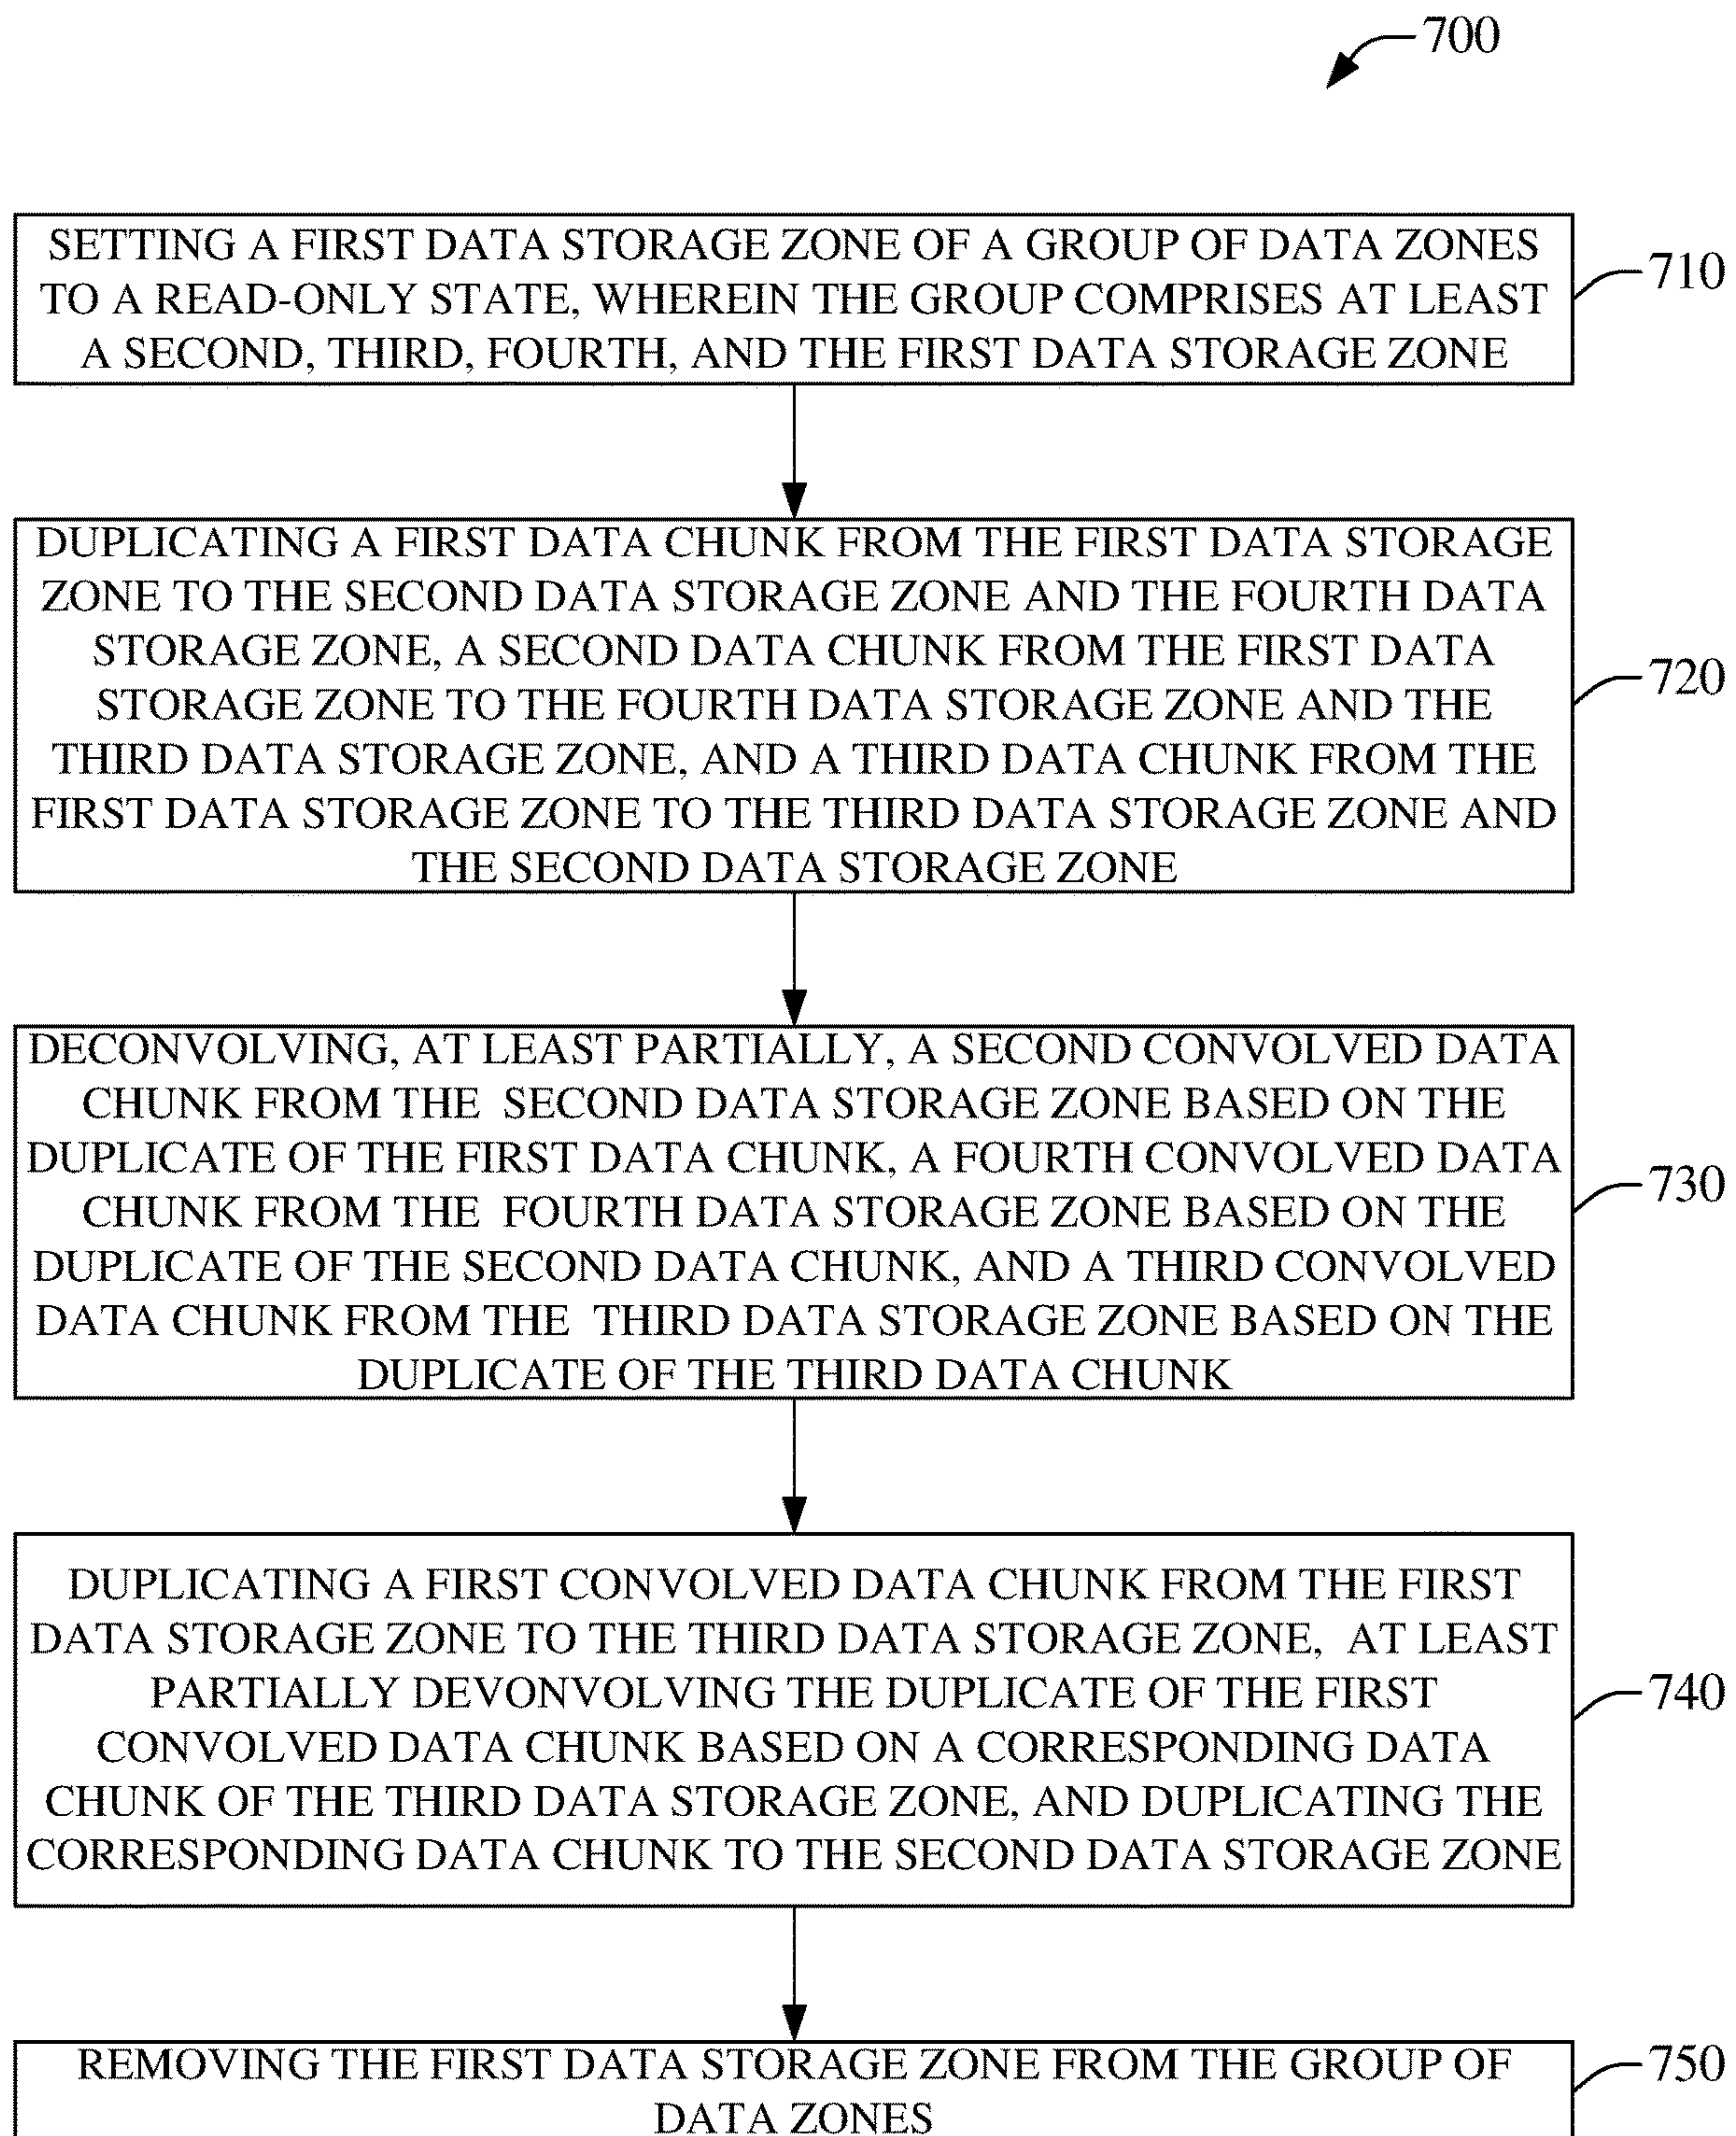 700
SETTING A FIRST DATA STORAGE ZONE OF A GROUP OF DATA ZONES
TO A READ-ONLY STATE, WHEREIN THE GROUP COMPRISES AT LEAST
A SECOND, THIRD, FOURTH, AND THE FIRST DATA STORAGE ZONE
710
DUPLICATING A FIRST DATA CHUNK FROM THE FIRST DATA STORAGE
ZONE TO THE SECOND DATA STORAGE ZONE AND THE FOURTH DATA
STORAGE ZONE, A SECOND DATA CHUNK FROM THE FIRST DATA
STORAGE ZONE TO THE FOURTH DATA STORAGE ZONE AND THE
THIRD DATA STORAGE ZONE, AND A THIRD DATA CHUNK FROM THE
FIRST DATA STORAGE ZONE TO THE THIRD DATA STORAGE ZONE AND
THE SECOND DATA STORAGE ZONE
720
DECONVOLVING, AT LEAST PARTIALLY, A SECOND CONVOLVED DATA
CHUNK FROM THE SECOND DATA STORAGE ZONE BASED ON THE
DUPLICATE OF THE FIRST DATA CHUNK, A FOURTH CONVOLVED DATA
CHUNK FROM THE FOURTH DATA STORAGE ZONE BASED ON THE
DUPLICATE OF THE SECOND DATA CHUNK, AND A THIRD CONVOLVED
DATA CHUNK FROM THE THIRD DATA STORAGE ZONE BASED ON THE
DUPLICATE OF THE THIRD DATA CHUNK
730
DUPLICATING A FIRST CONVOLVED DATA CHUNK FROM THE FIRST
DATA STORAGE ZONE TO THE THIRD DATA STORAGE ZONE, AT LEAST
PARTIALLY DEVONVOLVING THE DUPLICATE OF THE FIRST
CONVOLVED DATA CHUNK BASED ON A CORRESPONDING DATA
CHUNK OF THE THIRD DATA STORAGE ZONE, AND DUPLICATING THE
CORRESPONDING DATA CHUNK TO THE SECOND DATA STORAGE ZONE
740
REMOVING THE FIRST DATA STORAGE ZONE FROM THE GROUP OF
DATA ZONES
750